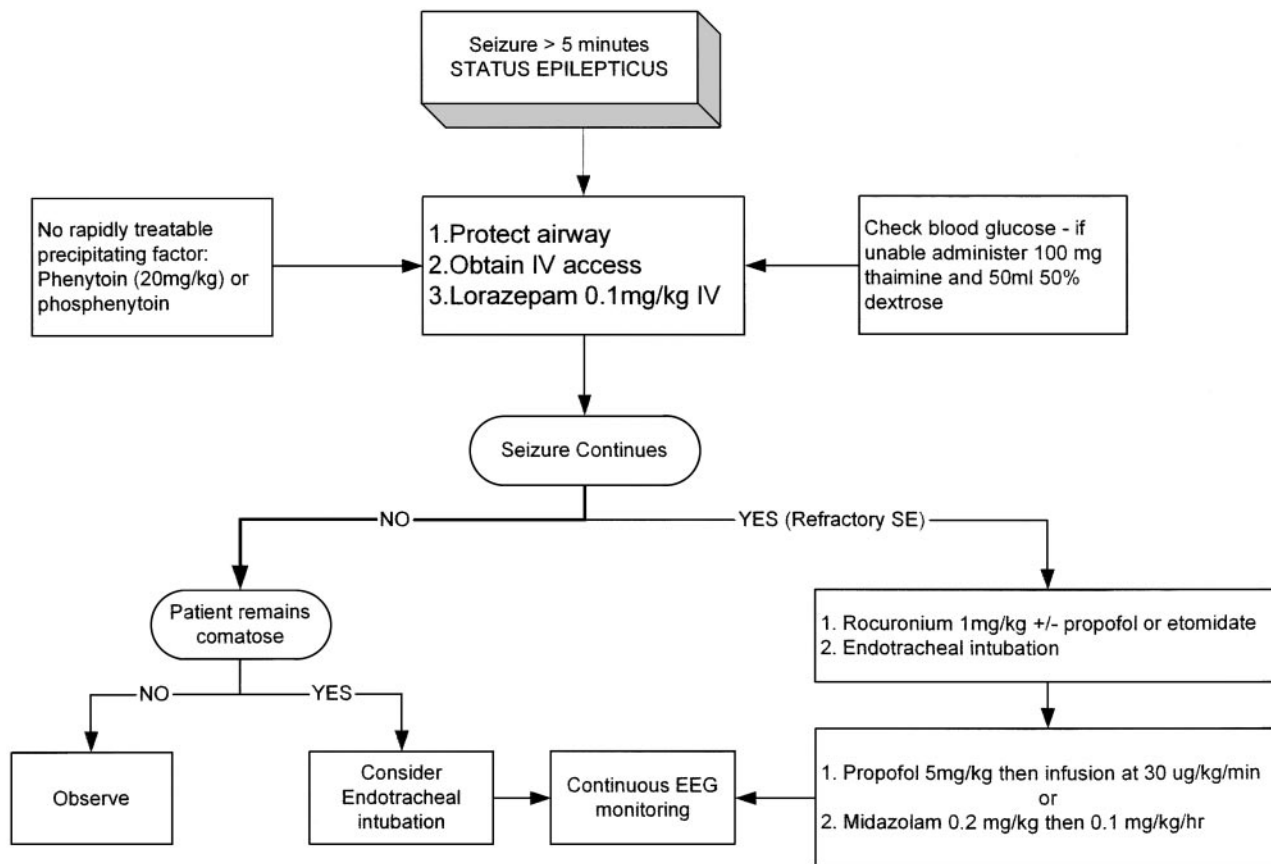 Seizure > 5 minutes
STATUS EPILEPTICUS
No rapidly treatable
precipitating factor:
Phenytoin (20mg/kg) or
phosphenytoin
1.Protect airway
2.Obtain IV access
3.Lorazepam 0.1mg/kg IV
Check blood glucose - if
unable administer 100 mg
thaimine and 50ml 50%
dextrose
Seizure Continues
NO
YES (Refractory SE)
Patient remains
comatose
1. Rocuronium 1mg/kg +/- propofol or etomidate
2. Endotracheal intubation
NO
YES
Observe
Consider
Endotracheal
intubation
Continuous EEG
monitoring
1. Propofol 5mg/kg then infusion at 30 ug/kg/min
or
2. Midazolam 0.2 mg/kg then 0.1 mg/kg/hr